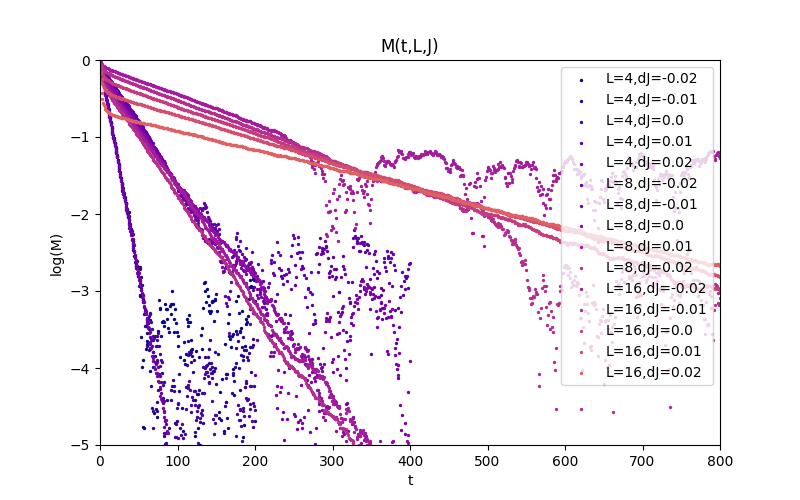 M(t,L,J)
log(M)
0
−1
−2
−3
−4
−5
0 100 200 300 400 500 600 700 800
t
L=4,dJ=-0.02
L=4,dJ=-0.01
L=4,dJ=0.0
L=4,dJ=0.01
L=4,dJ=0.02
L=8,dJ=-0.02
L=8,dJ=-0.01
L=8,dJ=0.0
L=8,dJ=0.01
L=8,dJ=0.02
L=16,dJ=-0.02
L=16,dJ=-0.01
L=16,dJ=0.0
L=16,dJ=0.01
L=16,dJ=0.02